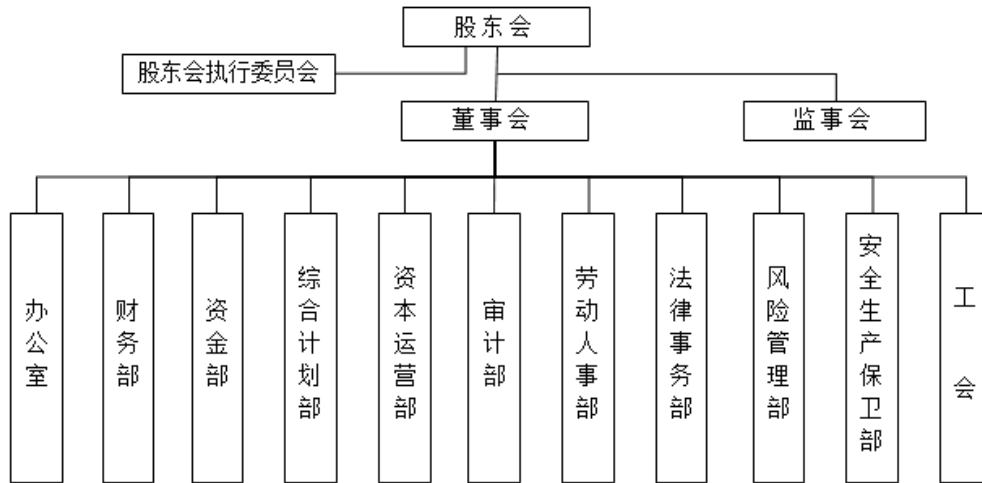 股东会
股东会执行委员会
董事会
监事会
办公室
财务部
资金部
综合计划部
资本运营部
审计部
劳动人事部
法律事务部
风险管理部
安全生产保卫部
工会